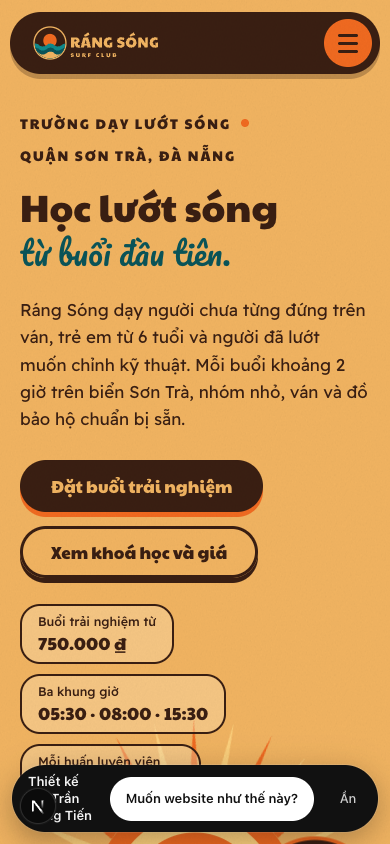 RÁNG SÓNG
SURF CLUB
TRƯỜNG DẠY LƯỚT SÓNG
QUẬN SƠN TRÀ, ĐÀ NẴNG
Học lướt sóng
từ buổi đầu tiên.
Ráng Sóng dạy người chưa từng đứng trên
ván, trẻ em từ 6 tuổi và người đã lướt
muốn chỉnh kỹ thuật. Mỗi buổi khoảng 2
giờ trên biển Sơn Trà, nhóm nhỏ, ván và đồ
bảo hộ chuẩn bị sẵn.
Đặt buổi trải nghiệm
Xem khoá học và giá
Buổi trải nghiệm từ
750.000 ₫
Ba khung giờ
05:30 · 08:00 · 15:30
Mỗi huấn luyện viên
Thiết kế
Trần
Tiến
N
Muốn website như thế này?
Ẩn